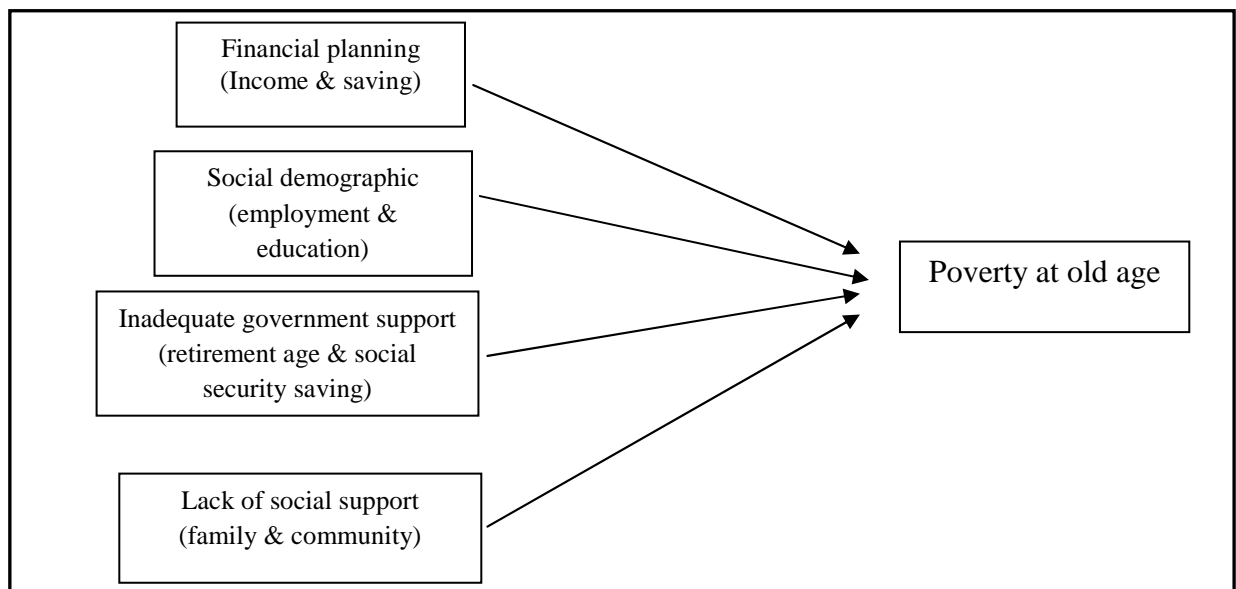 Financial planning
(Income & saving)
Social demographic
(employment &
education)
Inadequate government support
(retirement age & social
security saving)
Lack of social support
(family & community)
Poverty at old age